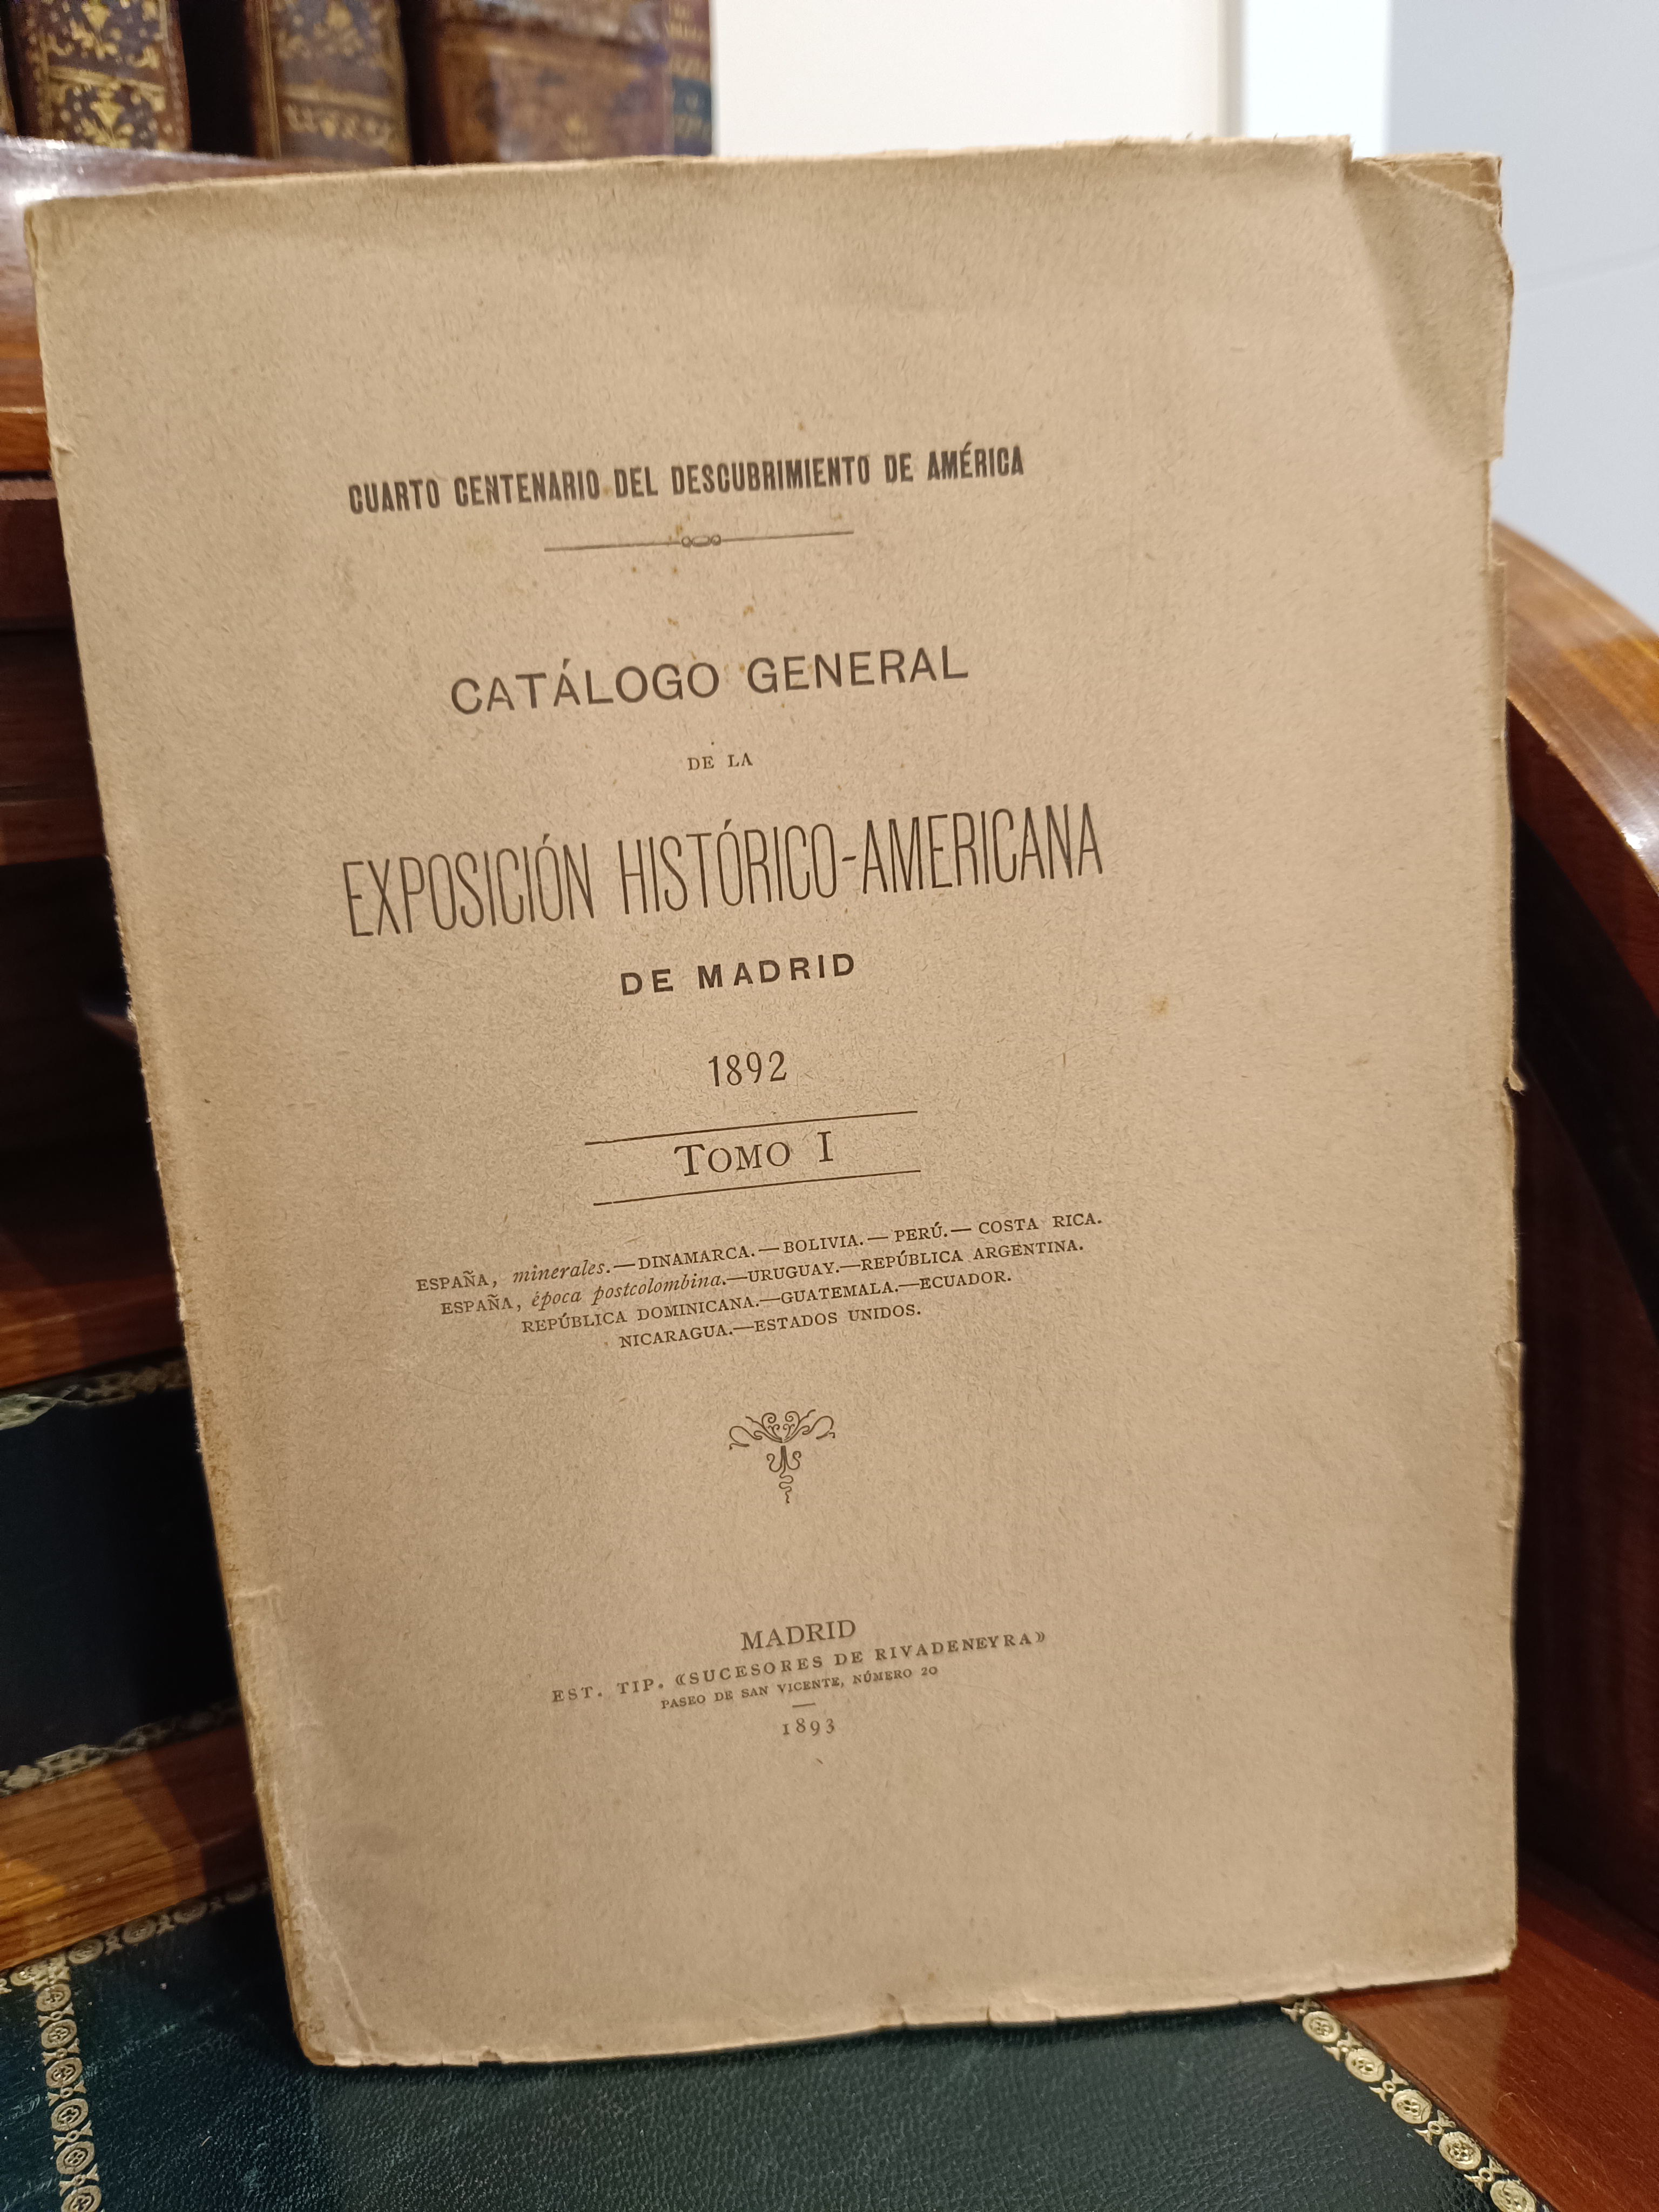 CUARTO CENTENARIO DEL DESCUBRIMIENTO DE AMÉRICA
CATÁLOGO GENERAL
DE LA
EXPOSICIÓN HISTÓRICO-AMERICANA
DE MADRID
1892
TOMO I
ESPAÑA, minerales.—DINAMARCA.—BOLIVIA.—PERÚ.—COSTA RICA.
ESPAÑA, época postcolombina.—URUGUAY.—REPÚBLICA ARGENTINA.
REPÚBLICA DOMINICANA.—GUATEMALA.—ECUADOR.
NICARAGUA.—ESTADOS UNIDOS.
MADRID
EST. TIP. «SUCESORES DE RIVADENEYRA»
PASEO DE SAN VICENTE, NÚMERO 20
1893